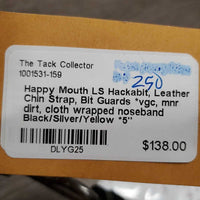 The Tack Collector
1001531-159
250
Happy Mouth LS Hackabit, Leather
Chin Strap, Bit Guards *vgc, mnr
dirt, cloth wrapped noseband
Black/Silver/Yellow *5"
DLYG25
$138.00